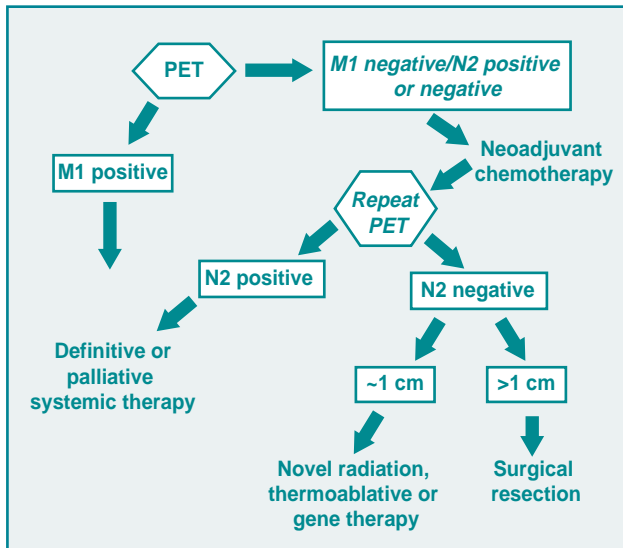 PET
M1 negative/N2 positive
or negative
M1 positive
Neoadjuvant
chemotherapy
Repeat
PET
N2 positive
N2 negative
Definitive or
palliative
systemic therapy
~1 cm
>1 cm
Novel radiation,
thermoablative or
gene therapy
Surgical
resection